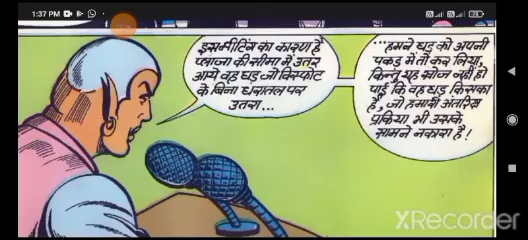 1:37 PM
इस मीटिंग का कारण है
प्लाजा की सीमा में उतर
आये वह धड़ जो विस्फोट
के बिना धरातल पर
उतरा...
...हमने धड़ को अपनी
पकड़ में तो कर लिया,
किन्तु यह खोज नहीं हो
पाई कि वह धड़ किसका
है, जो हमारी अंतरिक्ष
प्रक्रिया भी उसके
सामने नकारा है!
XRecorder